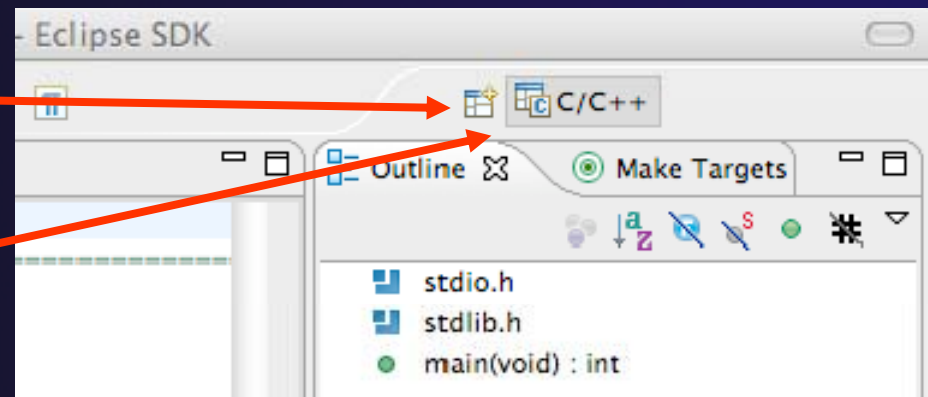 - Eclipse SDK
C/C++
Outline
Make Targets
stdio.h
stdlib.h
main(void) : int